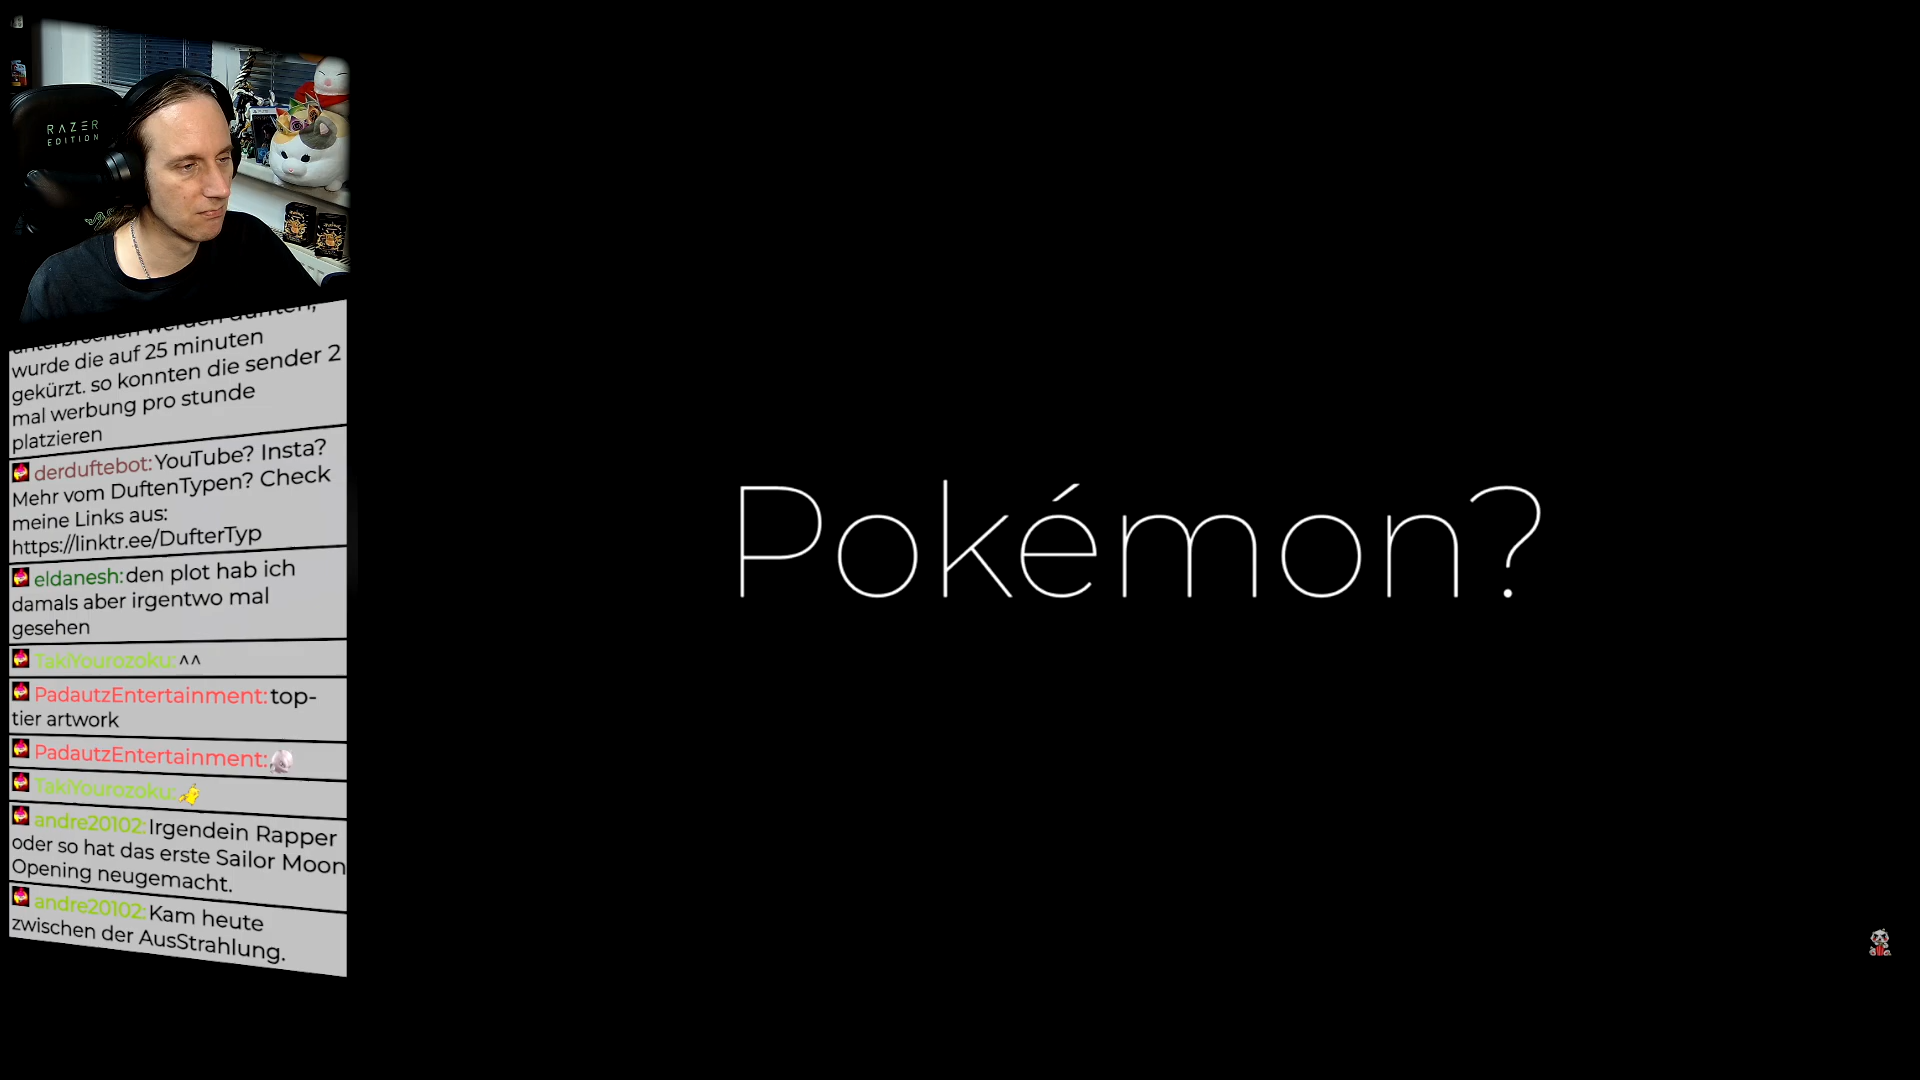 RAZER
EDITION
unterbrochen werden durften,
wurde die auf 25 minuten
gekürzt. so konnten die sender 2
mal werbung pro stunde
platzieren
derduftebot: YouTube? Insta?
Mehr vom DuftenTypen? Check
meine Links aus:
https://linktr.ee/DufterTyp
eldanesh: den plot hab ich
damals aber irgentwo mal
gesehen
TakiYourozoku: ^^
PadautzEntertainment: top-
tier artwork
PadautzEntertainment:
TakiYourozoku:
andre20102: Irgendein Rapper
oder so hat das erste Sailor Moon
Opening neugemacht.
andre20102: Kam heute
zwischen der AusStrahlung.
Pokémon?